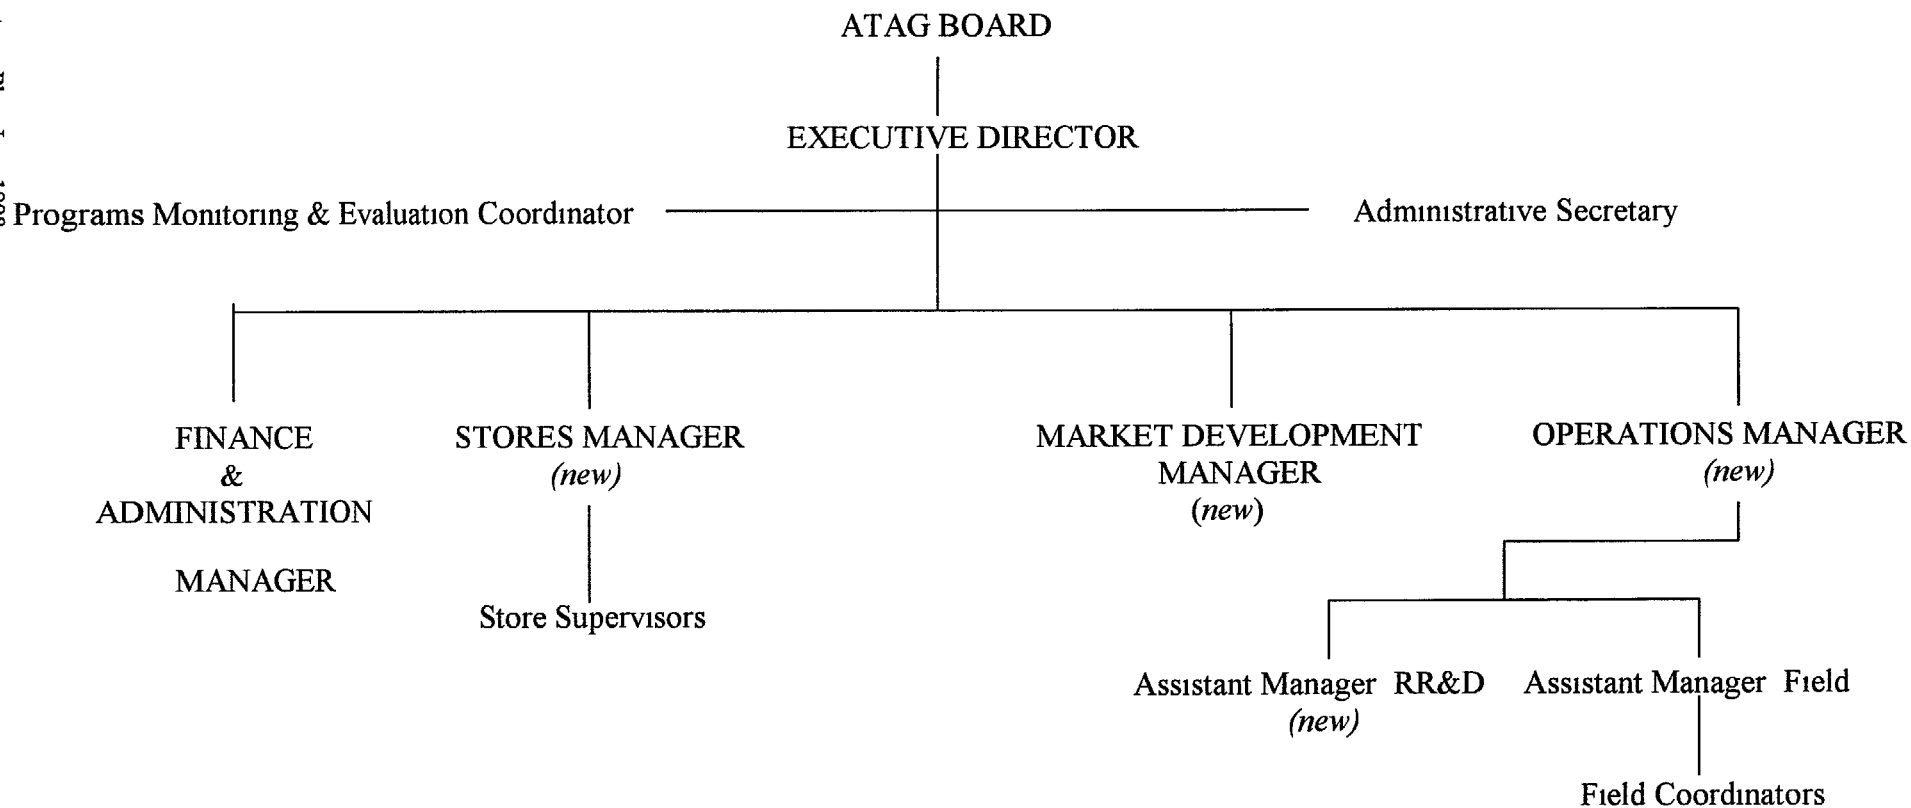 ATAG BOARD
EXECUTIVE DIRECTOR
Programs Monitoring & Evaluation Coordinator
Administrative Secretary
FINANCE
&
ADMINISTRATION
MANAGER
STORES MANAGER
(new)
Store Supervisors
MARKET DEVELOPMENT
MANAGER
(new)
OPERATIONS MANAGER
(new)
Assistant Manager RR&D
(new)
Assistant Manager Field
Field Coordinators